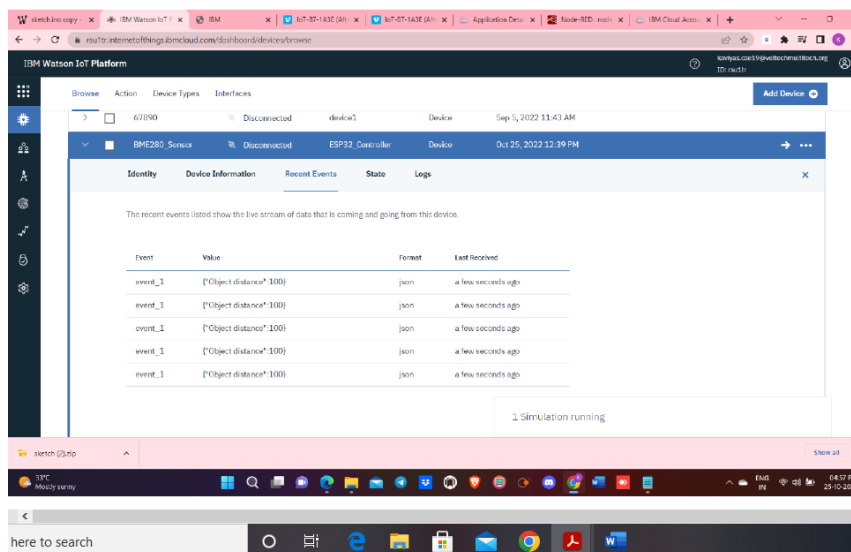 sketch.ino copy -
IBM Watson IoT P
IBM
IoT-07-1A3E (Aft
IoT-07-1A3E (Aft
Application Detai
Node-RED : node
IBM Cloud Accou
rsu1tr.internetofthings.ibmcloud.com/dashboard/devices/browse
IBM Watson IoT Platform
ID: rsu1tr
Browse Action Device Types Interfaces
Add Device
67890 Disconnected device1 Device Sep 5, 2022 11:43 AM
BME280_Sensor Disconnected ESP32_Controller Device Oct 25, 2022 12:39 PM
Identity Device Information Recent Events State Logs
The recent events listed show the live stream of data that is coming and going from this device.
Event Value Format Last Received
event_1 {"Object distance":100} json a few seconds ago
event_1 {"Object distance":100} json a few seconds ago
event_1 {"Object distance":100} json a few seconds ago
event_1 {"Object distance":100} json a few seconds ago
event_1 {"Object distance":100} json a few seconds ago
1 Simulation running
sketch (2).zip
Show all
33°C
Mostly sunny
ENG
IN
04:57 P
25-10-20
here to search